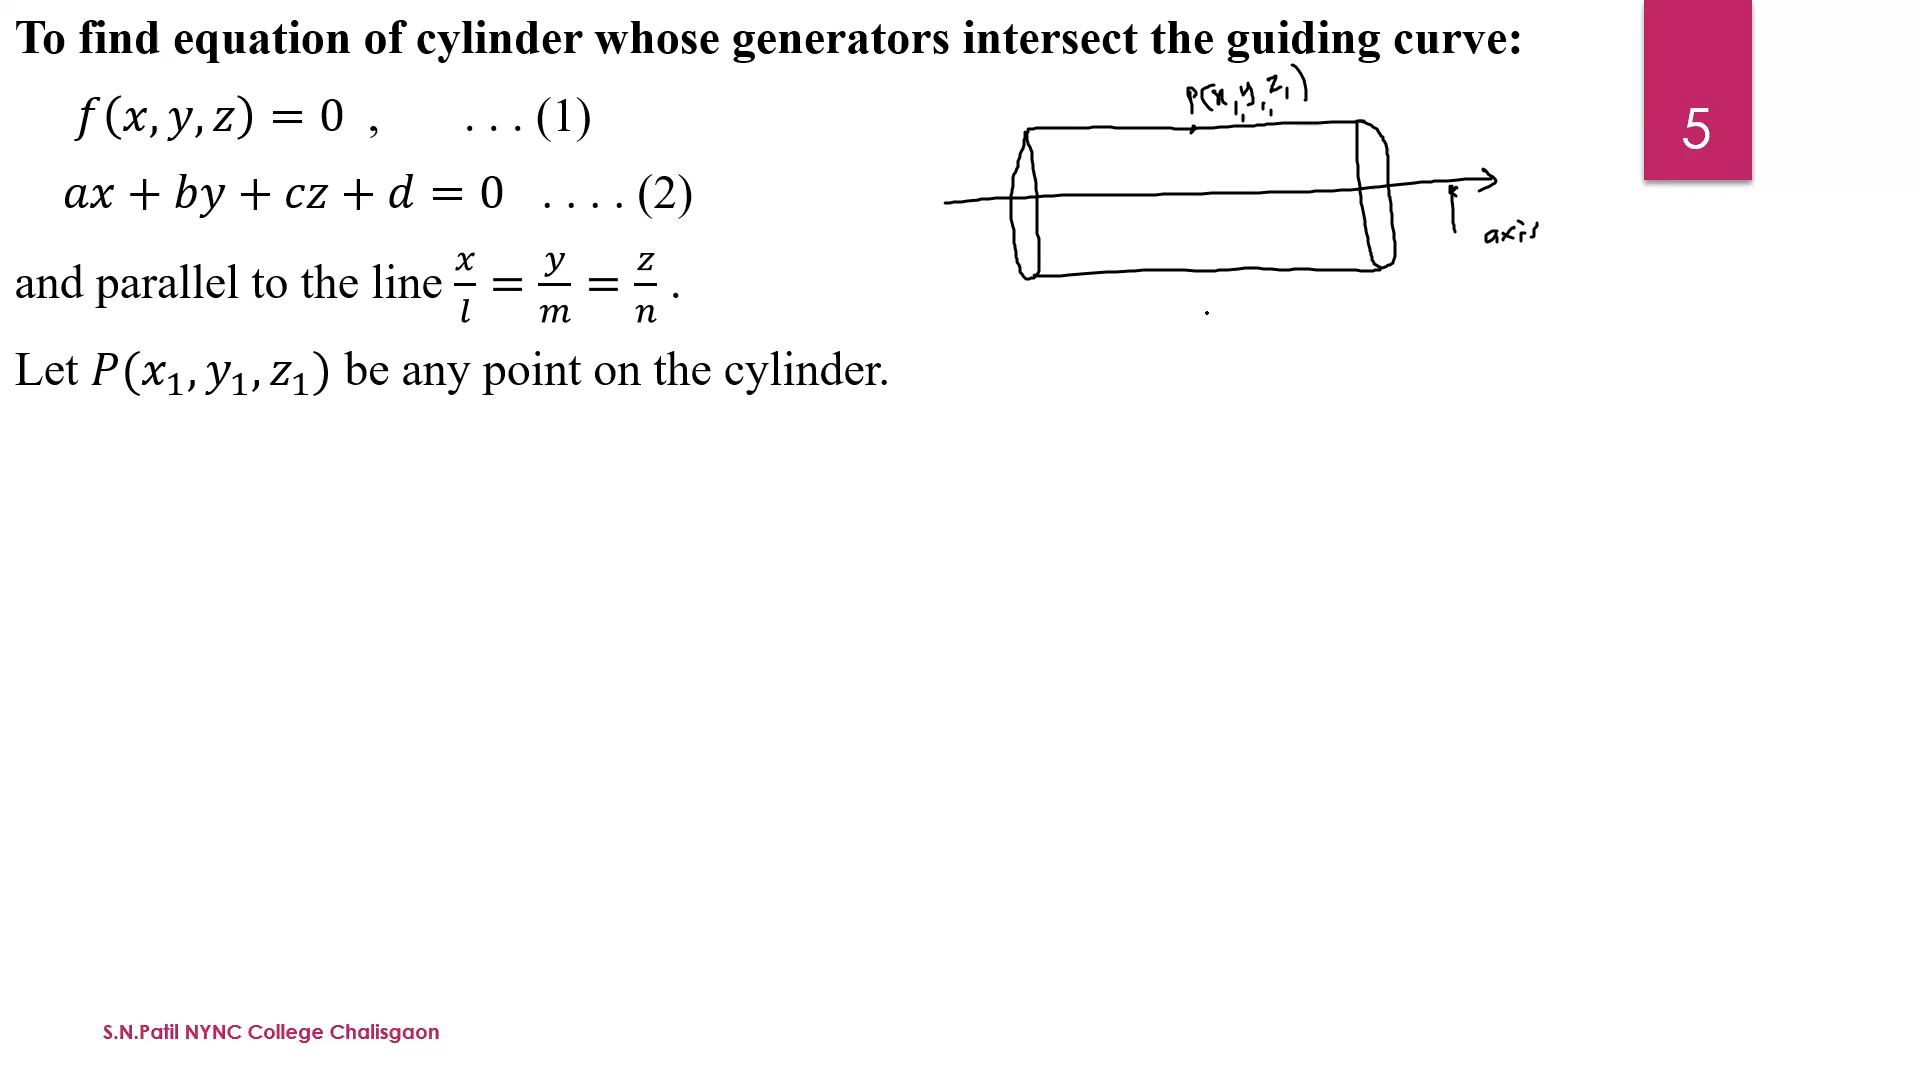 To find equation of cylinder whose generators intersect the guiding curve:
f(x, y, z) = 0 , . . . (1)
ax + by + cz + d = 0 . . . . (2)
and parallel to the line x/l = y/m = z/n .
Let P(x₁, y₁, z₁) be any point on the cylinder.
P(x₁, y₁, z₁)
axis
5
S.N.Patil NYNC College Chalisgaon